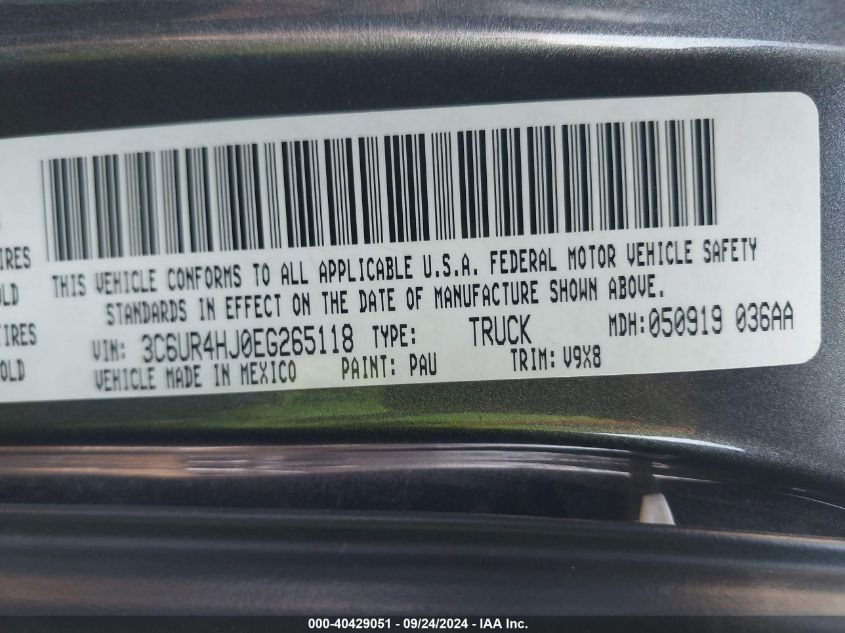 IRES
OLD
THIS VEHICLE CONFORMS TO ALL APPLICABLE U.S.A. FEDERAL MOTOR VEHICLE SAFETY
STANDARDS IN EFFECT ON THE DATE OF MANUFACTURE SHOWN ABOVE.
TIRES
OLD
VIN: 3C6UR4HJ0EG265118 TYPE: TRUCK MDH: 050919 036AA
VEHICLE MADE IN MEXICO PAINT: PAU TRIM: V9X8
000-40429051 - 09/24/2024 - IAA Inc.